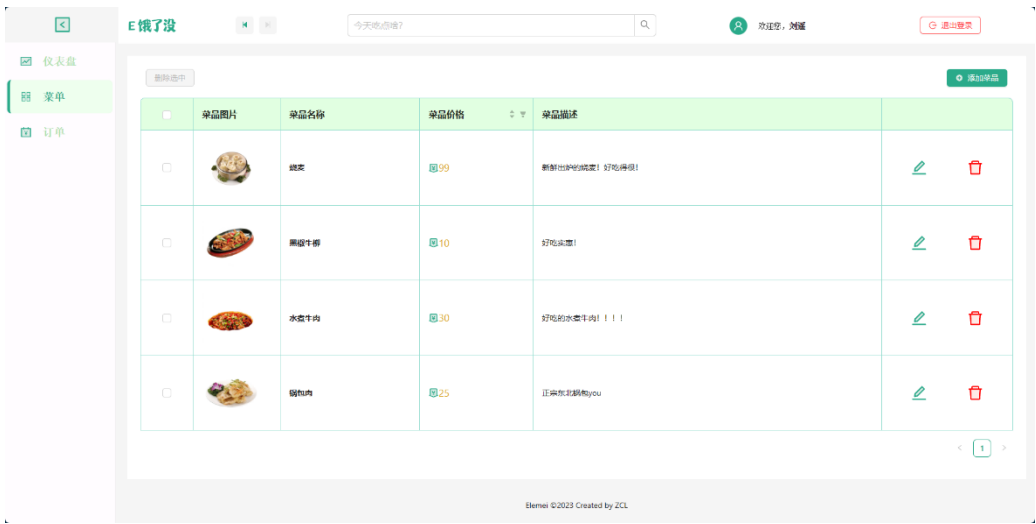 E 饿了没
今天吃点啥?
欢迎您，刘谨
退出登录
仪表盘
菜单
订单
删除选中
添加菜品
菜品图片 菜品名称 菜品价格 菜品描述
烧麦 99 新鲜出炉的烧麦！好吃得很！
黑椒牛柳 10 好吃实惠！
水煮牛肉 30 好吃的水煮牛肉！！！！
锅包肉 25 正宗东北锅包you
1
Elemei ©2023 Created by ZCL